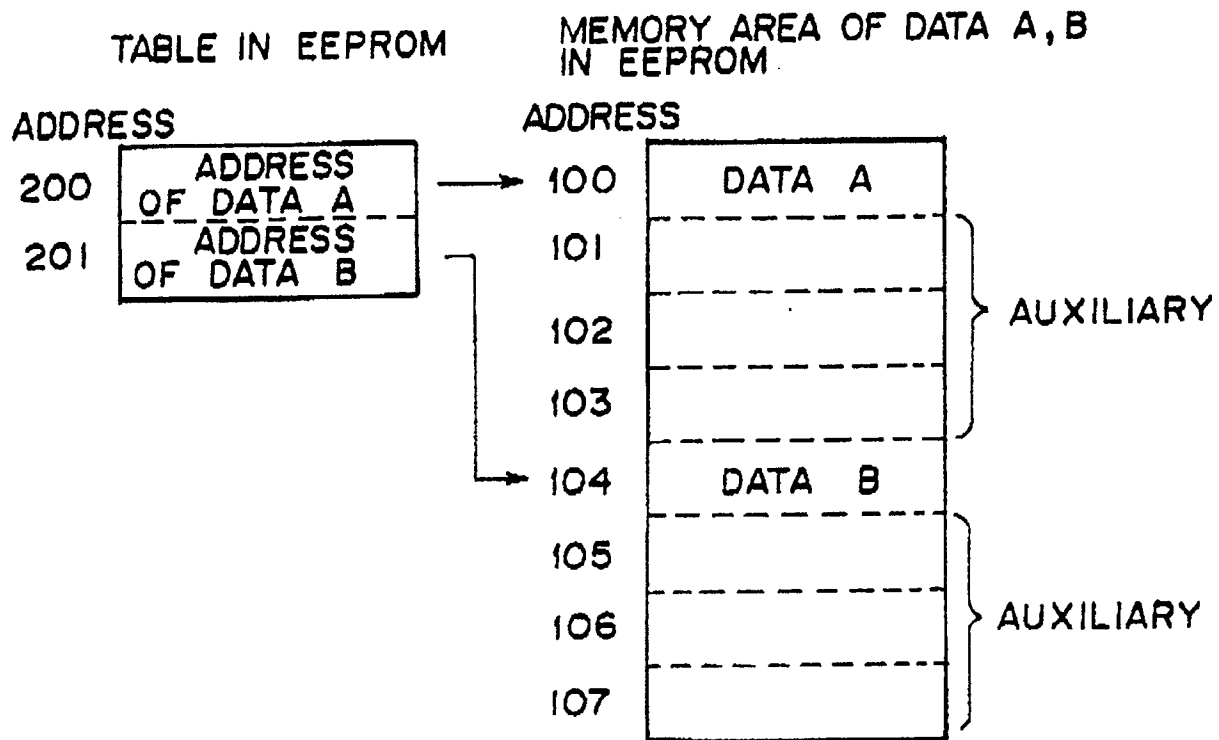 TABLE IN EEPROM
MEMORY AREA OF DATA A, B
IN EEPROM
ADDRESS
200
ADDRESS
OF DATA A
201
ADDRESS
OF DATA B
ADDRESS
100
DATA A
101
102
103
AUXILIARY
104
DATA B
105
106
107
AUXILIARY